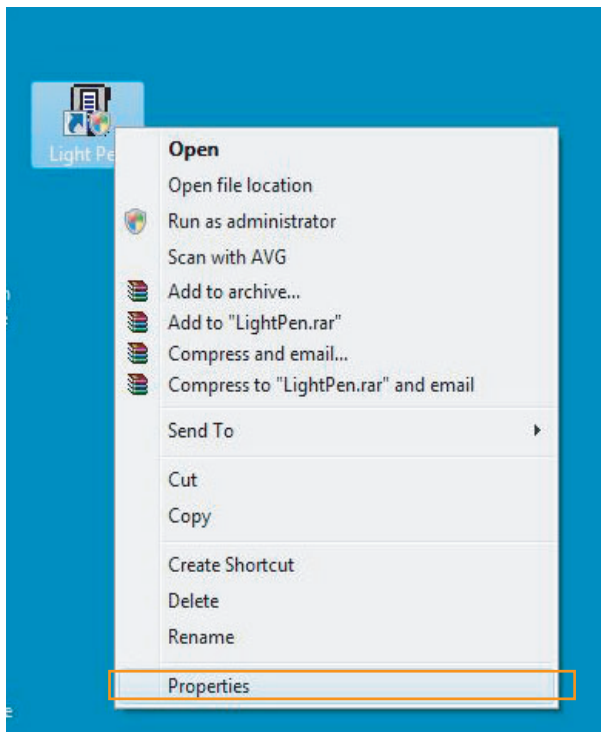 Light Pe
Open
Open file location
Run as administrator
Scan with AVG
Add to archive...
Add to "LightPen.rar"
Compress and email...
Compress to "LightPen.rar" and email
Send To
Cut
Copy
Create Shortcut
Delete
Rename
Properties